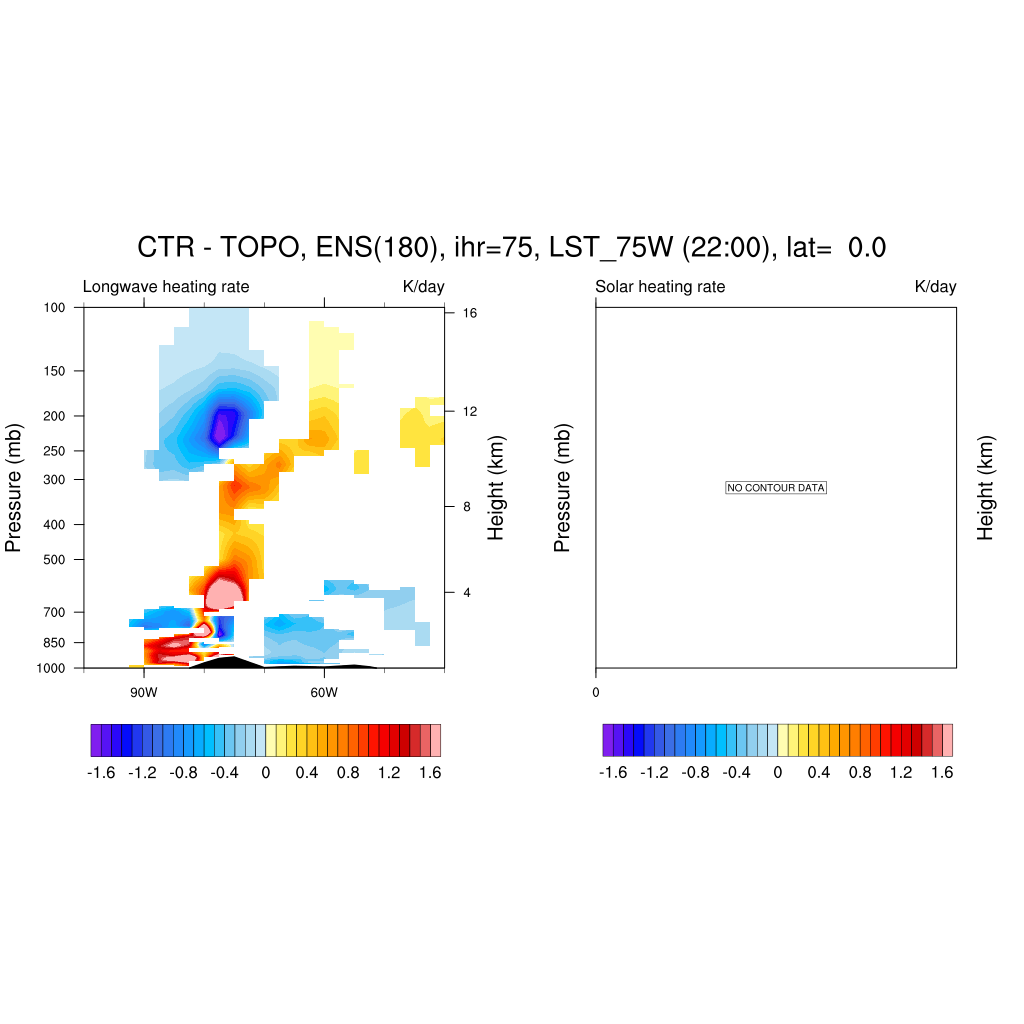 CTR - TOPO, ENS(180), ihr=75, LST_75W (22:00), lat=  0.0
Longwave heating rate K/day
100
150
200
250
300
400
500
700
850
1000
Pressure (mb)
16
12
8
4
Height (km)
90W 60W
-1.6 -1.2 -0.8 -0.4 0 0.4 0.8 1.2 1.6
Solar heating rate K/day
Pressure (mb)
NO CONTOUR DATA
Height (km)
0
-1.6 -1.2 -0.8 -0.4 0 0.4 0.8 1.2 1.6